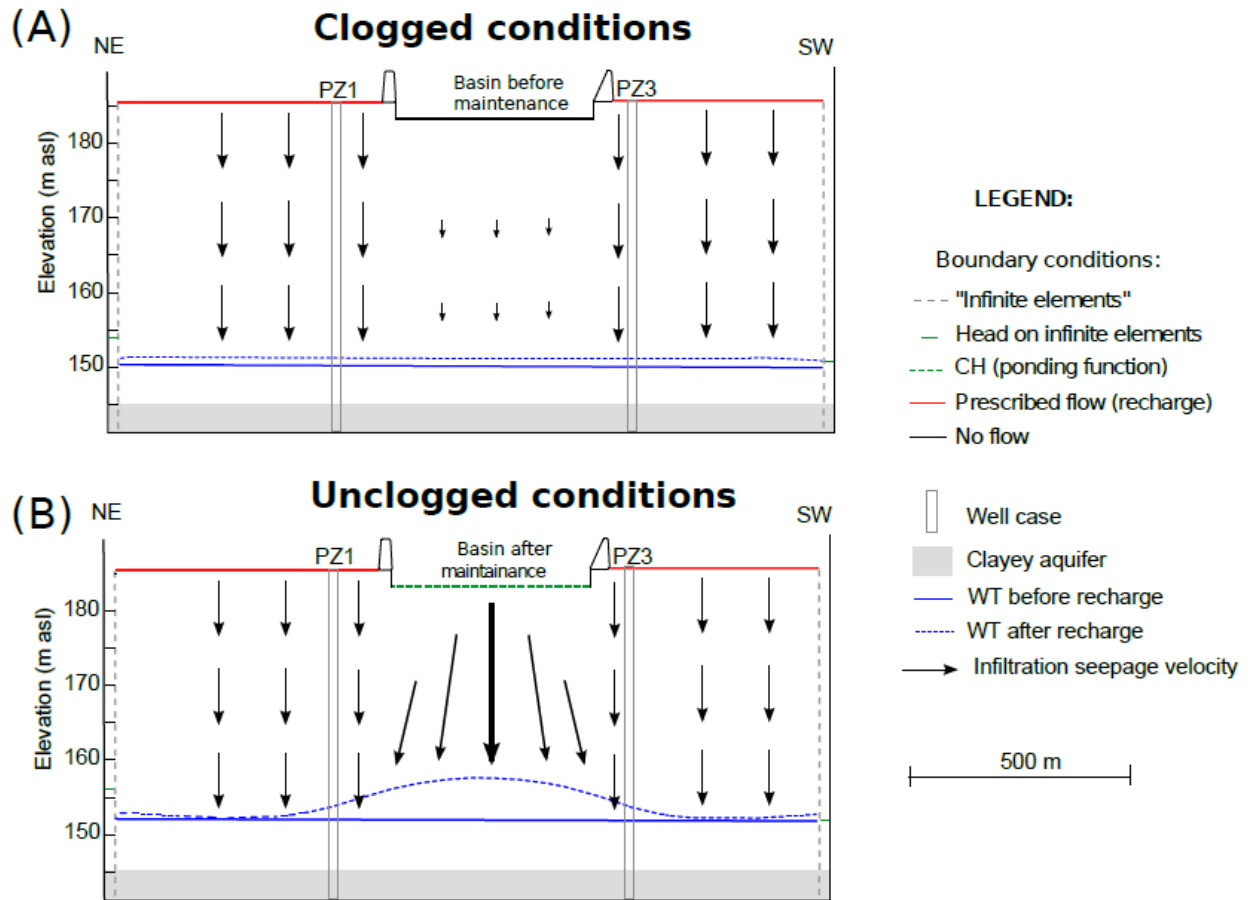 (A)
Clogged conditions
NE
SW
PZ1
Basin before
maintenance
PZ3
Elevation (m asl)
180
170
160
150
(B)
Unclogged conditions
NE
SW
PZ1
Basin after
maintainance
PZ3
Elevation (m asl)
180
170
160
150
LEGEND:
Boundary conditions:
"Infinite elements"
Head on infinite elements
CH (ponding function)
Prescribed flow (recharge)
No flow
Well case
Clayey aquifer
WT before recharge
WT after recharge
Infiltration seepage velocity
500 m